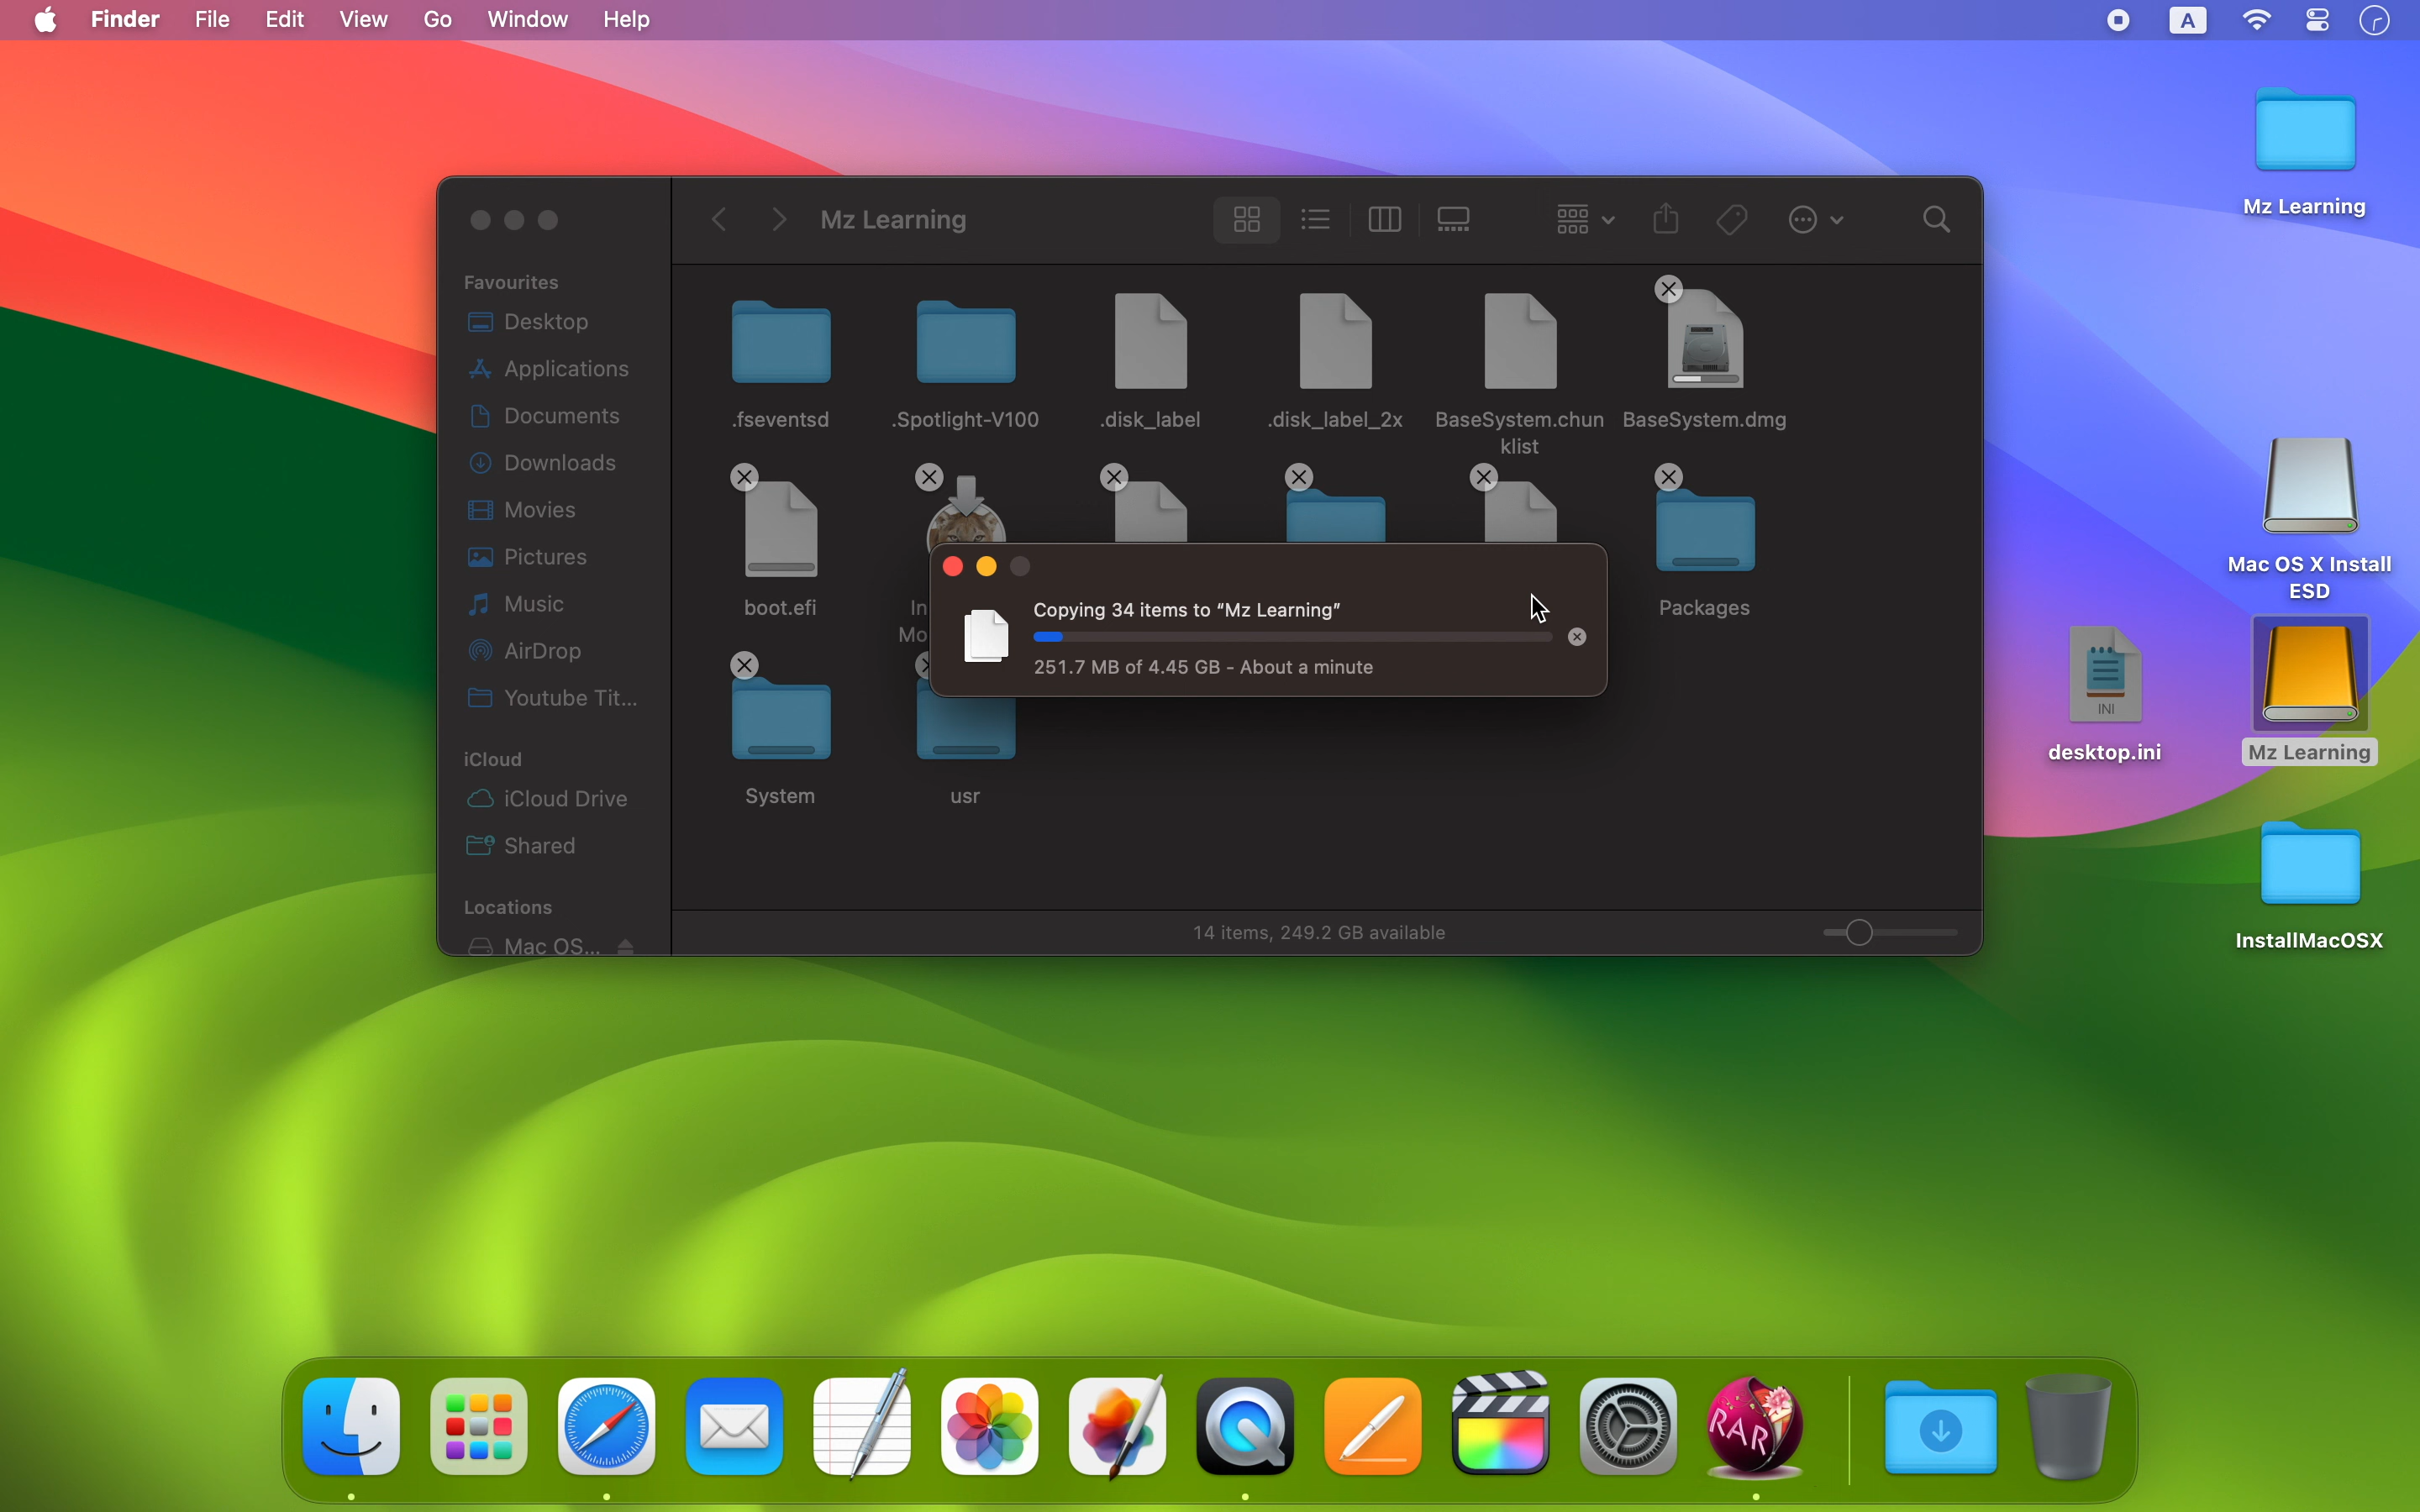 Finder File Edit View Go Window Help
A
Mz Learning
Mz Learning
Favourites
Desktop
Applications
Documents
Downloads
Movies
Pictures
Music
AirDrop
Youtube Tit...
iCloud
iCloud Drive
Shared
Locations
Mac OS...
.fseventsd
.Spotlight-V100
.disk_label
.disk_label_2x
BaseSystem.chun
klist
BaseSystem.dmg
boot.efi
In
Mo
Packages
Copying 34 items to “Mz Learning”
251.7 MB of 4.45 GB - About a minute
System
usr
14 items, 249.2 GB available
Mac OS X Install
ESD
INI
desktop.ini
Mz Learning
InstallMacOSX
RAR